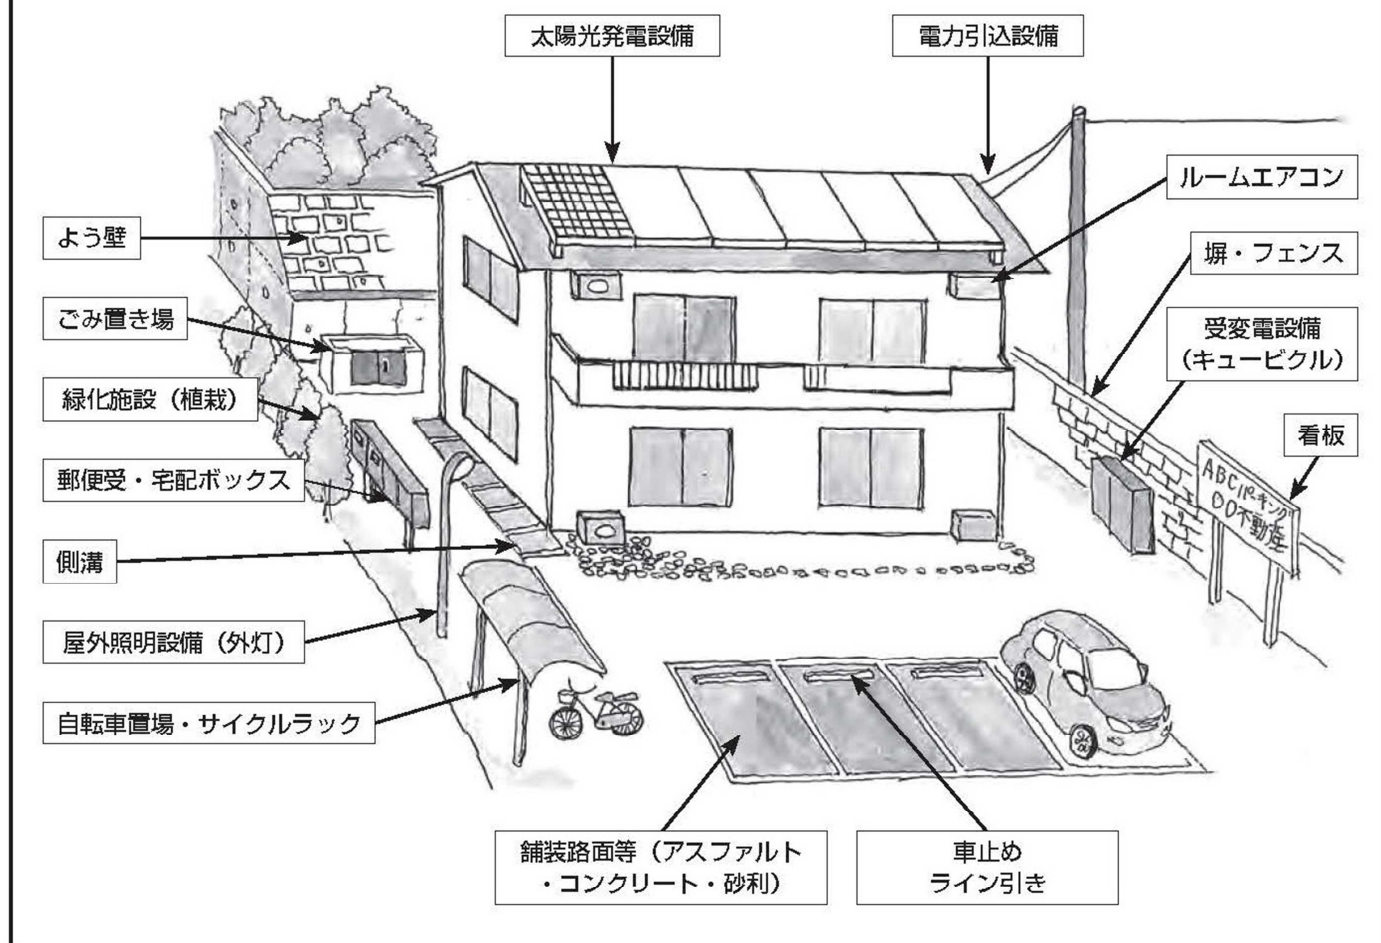 太陽光発電設備
電力引込設備
ルームエアコン
よう壁
塀・フェンス
ごみ置き場
受変電設備
（キュービクル）
緑化施設（植栽）
看板
郵便受・宅配ボックス
ABCパーキング
○○不動産
側溝
屋外照明設備（外灯）
自転車置場・サイクルラック
舗装路面等（アスファルト
・コンクリート・砂利）
車止め
ライン引き